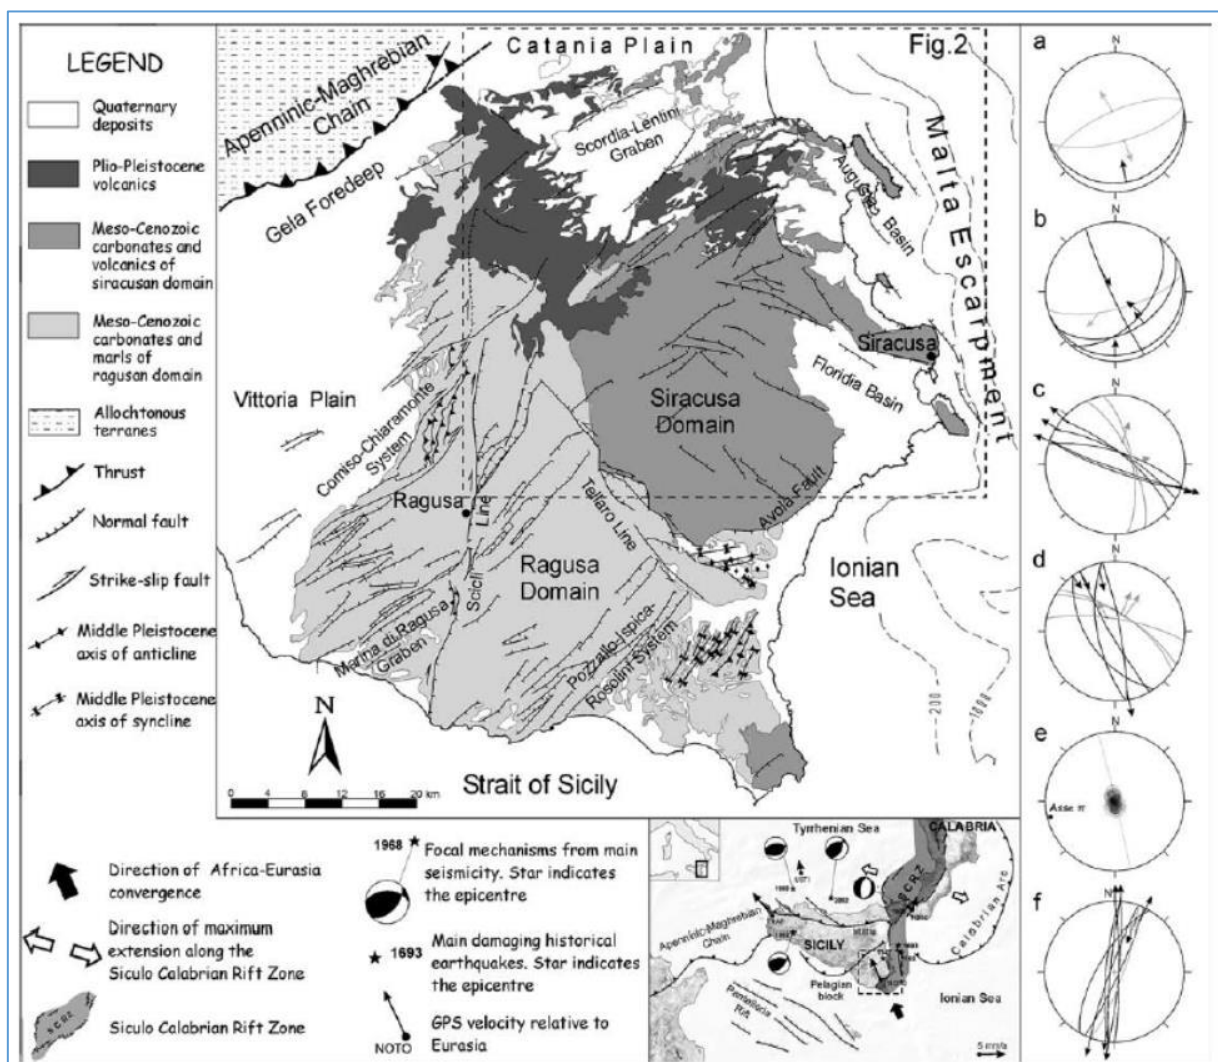 LEGEND
Quaternary
deposits
Plio-Pleistocene
volcanics
Meso-Cenozoic
carbonates and
volcanics of
siracusan domain
Meso-Cenozoic
carbonates and
marls of
ragusan domain
Allochtonous
terranes
Thrust
Normal fault
Strike-slip fault
Middle Pleistocene
axis of anticline
Middle Pleistocene
axis of syncline
Catania Plain
Fig.2
Apenninic-Maghrebian
Chain
Gela Foredeep
Scordia-Lentini
Graben
Augusta Basin
Malta Escarpment
Siracusa
Floridia Basin
Vittoria Plain
Comiso-Chiaramonte
System
Siracusa
Domain
Ragusa
Scicli Line
Tellaro Line
Avola Fault
Ragusa
Domain
Ionian
Sea
Marina di Ragusa
Graben
Pozzallo-Ispica-
Rosolini System
200
1000
N
0 4 8 12 16 20 km
Strait of Sicily
a
N
b
N
c
N
d
N
e
N
Asse π
f
N
Direction of Africa-Eurasia
convergence
Direction of maximum
extension along the
Siculo Calabrian Rift Zone
SCRZ
Siculo Calabrian Rift Zone
1968
Focal mechanisms from main
seismicity. Star indicates
the epicentre
1693
Main damaging historical
earthquakes. Star indicates
the epicentre
NOTO
GPS velocity relative to
Eurasia
Tyrrhenian Sea
CALABRIA
SCRZ
Calabrian Arc
Apenninic-Maghrebian
Chain
SICILY
Pelagian
block
Ionian Sea
Pantelleria
Rift
5 mm/a